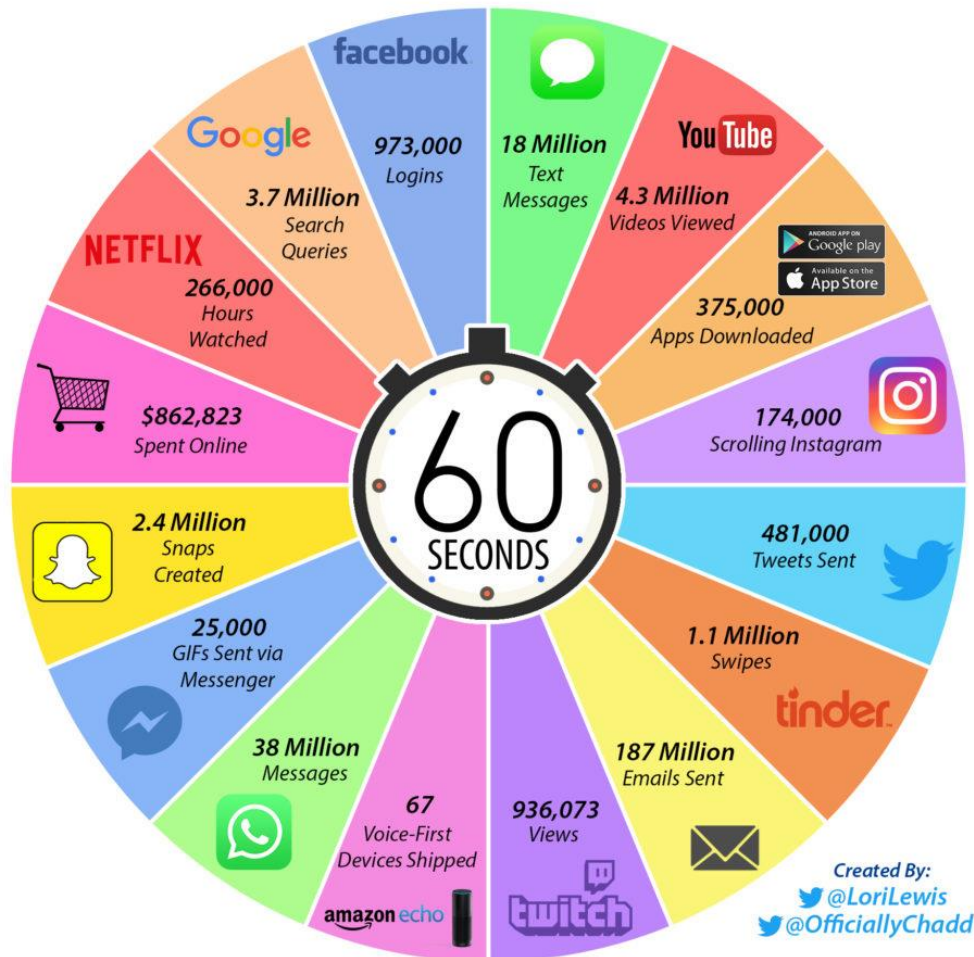 facebook
973,000
Logins
18 Million
Text
Messages
YouTube
4.3 Million
Videos Viewed
ANDROID APP ON
Google play
Available on the
App Store
375,000
Apps Downloaded
174,000
Scrolling Instagram
481,000
Tweets Sent
1.1 Million
Swipes
tinder
187 Million
Emails Sent
936,073
Views
twitch
67
Voice-First
Devices Shipped
amazon echo
38 Million
Messages
25,000
GIFs Sent via
Messenger
2.4 Million
Snaps
Created
$862,823
Spent Online
NETFLIX
266,000
Hours
Watched
Google
3.7 Million
Search
Queries
60
SECONDS
Created By:
@LoriLewis
@OfficiallyChadd